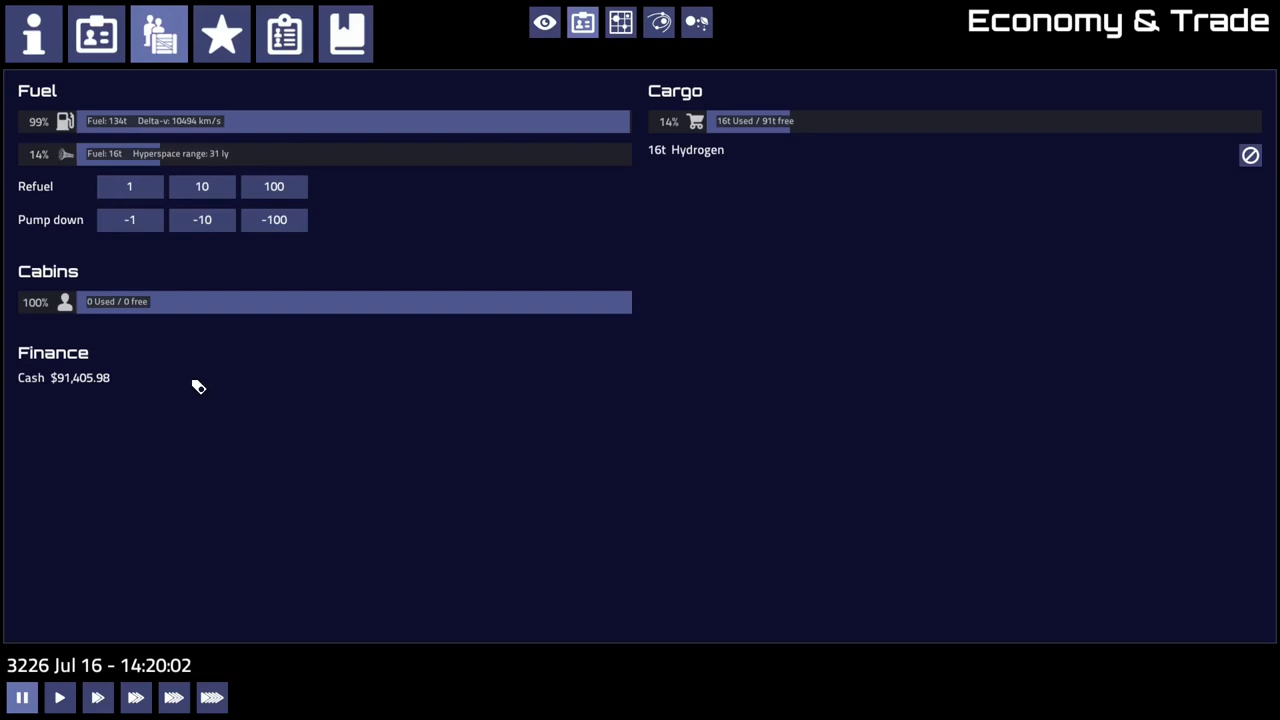 Economy & Trade
Fuel
99% Fuel: 134t Delta-v: 10494 km/s
14% Fuel: 16t Hyperspace range: 31 ly
Refuel 1 10 100
Pump down -1 -10 -100
Cabins
100% 0 Used / 0 free
Finance
Cash $91,405.98
Cargo
14% 16t Used / 91t free
16t Hydrogen
3226 Jul 16 - 14:20:02